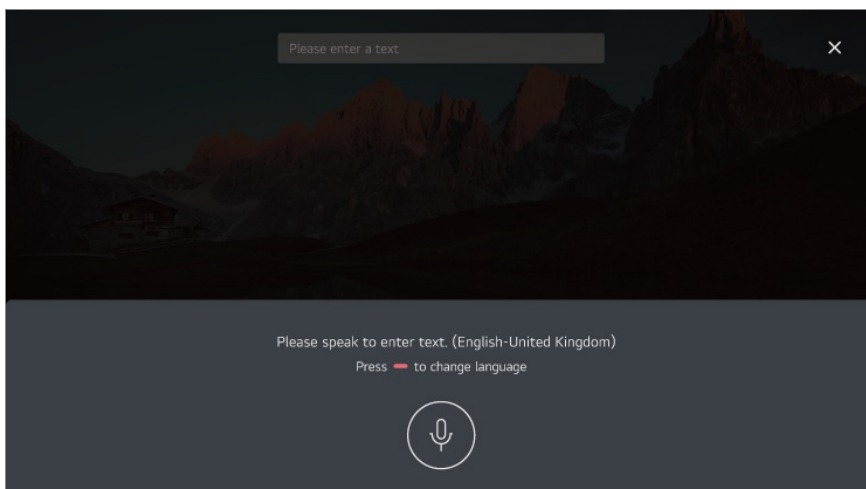 Please enter a text
Please speak to enter text. (English-United Kingdom)
Press to change language